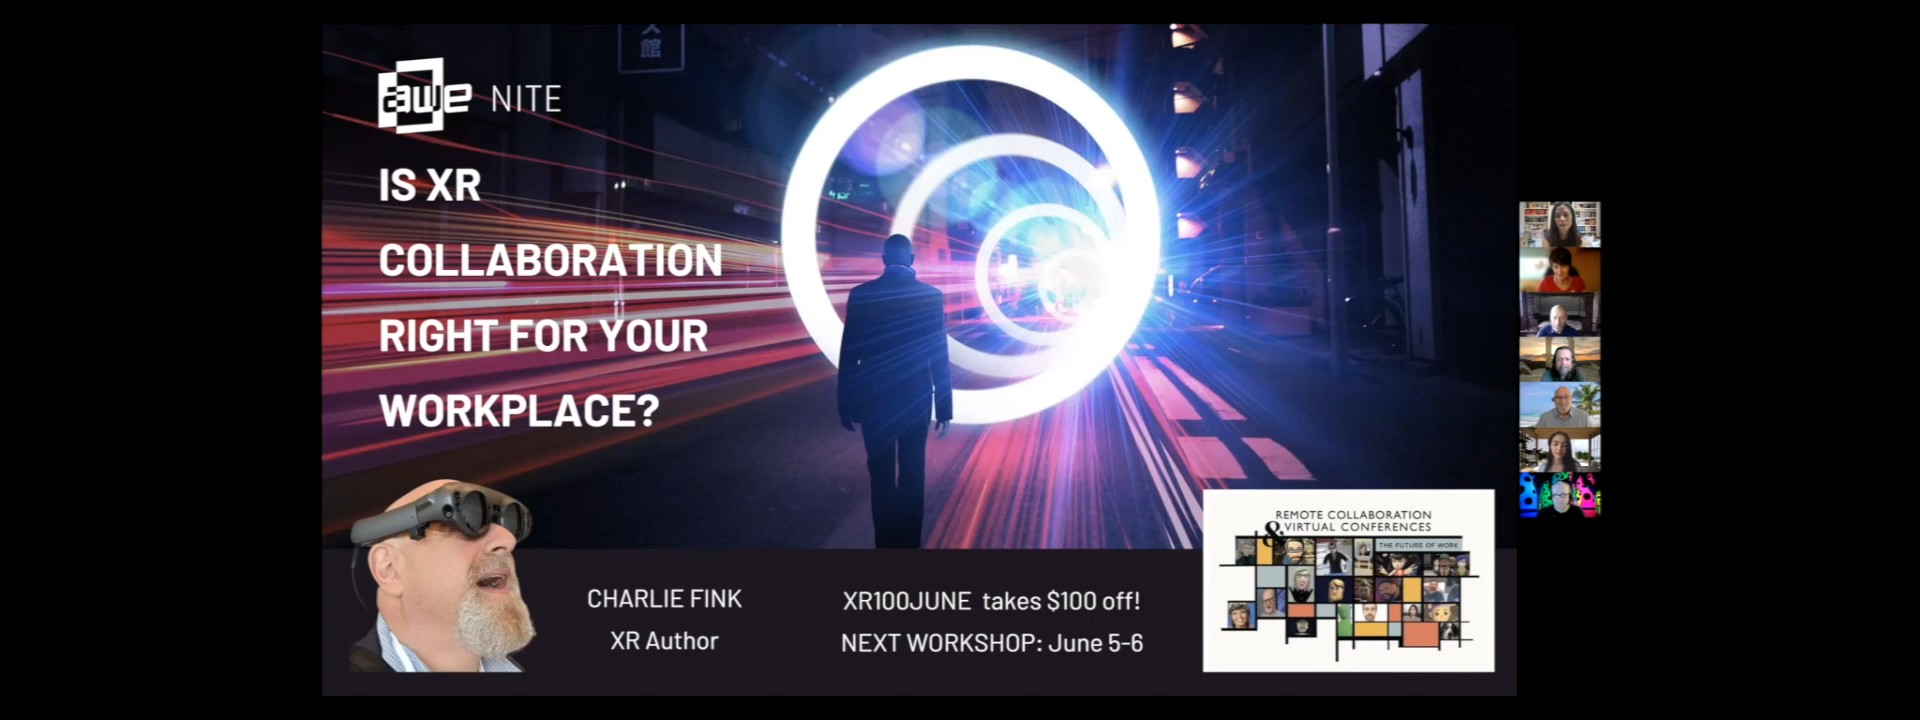 awe NITE
IS XR
COLLABORATION
RIGHT FOR YOUR
WORKPLACE?
CHARLIE FINK
XR Author
XR100JUNE takes $100 off!
NEXT WORKSHOP: June 5-6
REMOTE COLLABORATION
& VIRTUAL CONFERENCES
THE FUTURE OF WORK
館